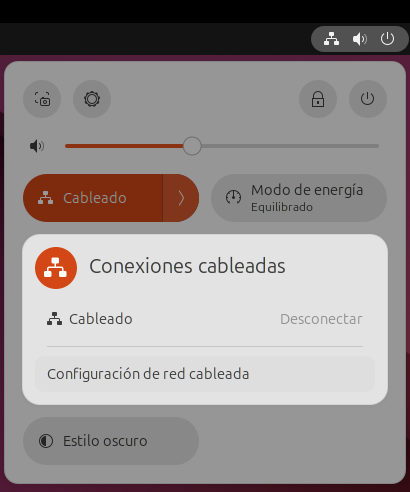 Cableado
Modo de energía
Equilibrado
Conexiones cableadas
Cableado
Desconectar
Configuración de red cableada
Estilo oscuro